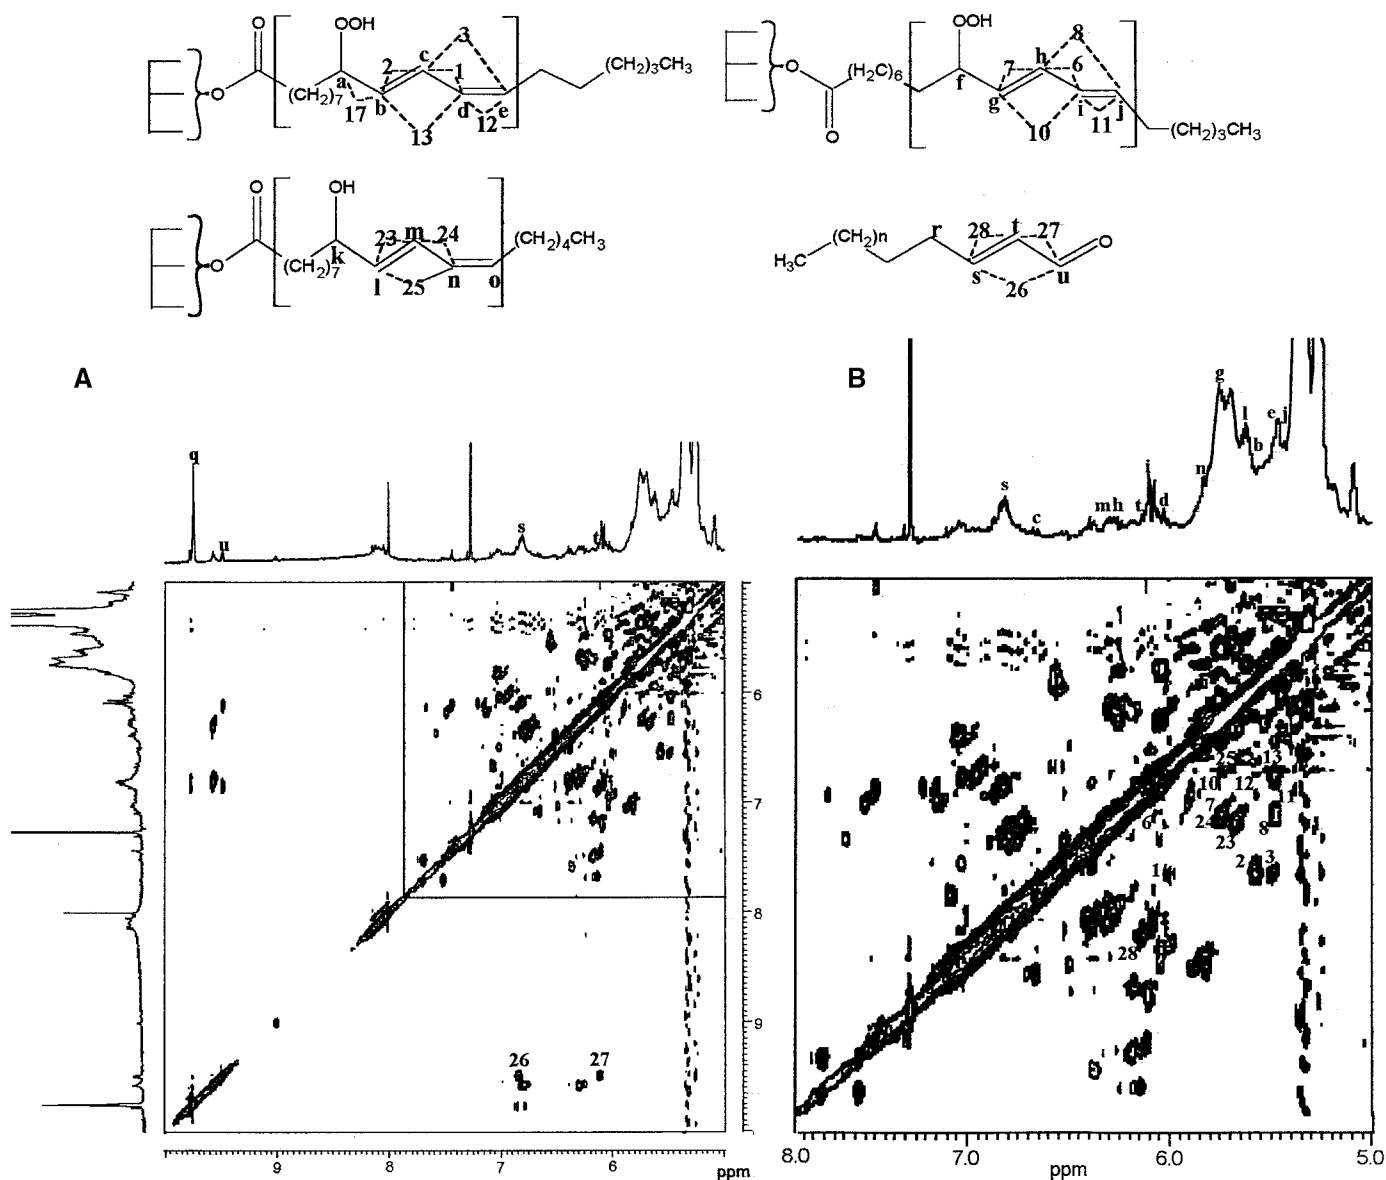 O OOH 3
c
2 1
a
O (CH2)7 b d e (CH2)3CH3
17 13 12
OOH 8
h
7 6
O (H2C)6 f
g i j
O 10 11 (CH2)3CH3
O OH
23 m 24
O (CH2)7 k (CH2)4CH3
l 25 n o
H3C (CH2)n r 28 t 27 O
s 26 u
A
q u s t
B
g l e j b n i d t m h c s
6
7
8
9
26 27
9 8 7 6 ppm
25 13
10 12
7 11
6 24 8
23
2 3
1
28
8.0 7.0 6.0 5.0
ppm